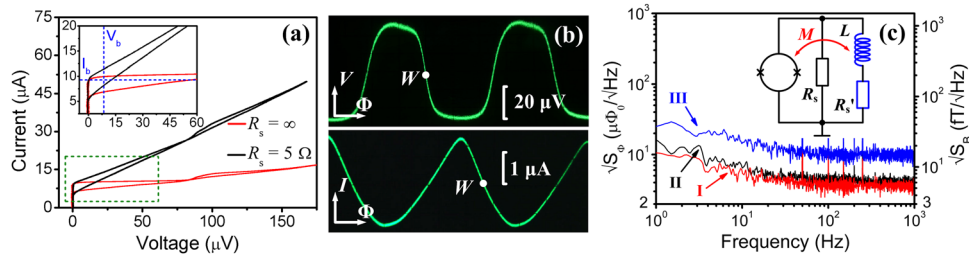 (a)
Current (μA)
75
60
45
30
15
0
0
50
100
150
Voltage (μV)
20
15
10
5
0
15
30
45
60
V_b
I_b
R_s = ∞
R_s = 5 Ω
(b)
V
Φ
W
20 μV
I
Φ
W
1 μA
(c)
√S_Φ (μΦ_0/√Hz)
10^2
10^1
2
10^0
10^1
10^2
10^3
Frequency (Hz)
√S_B (fT/√Hz)
10^3
10^2
10^1
3
III
II
I
M
L
R_s
R_s'